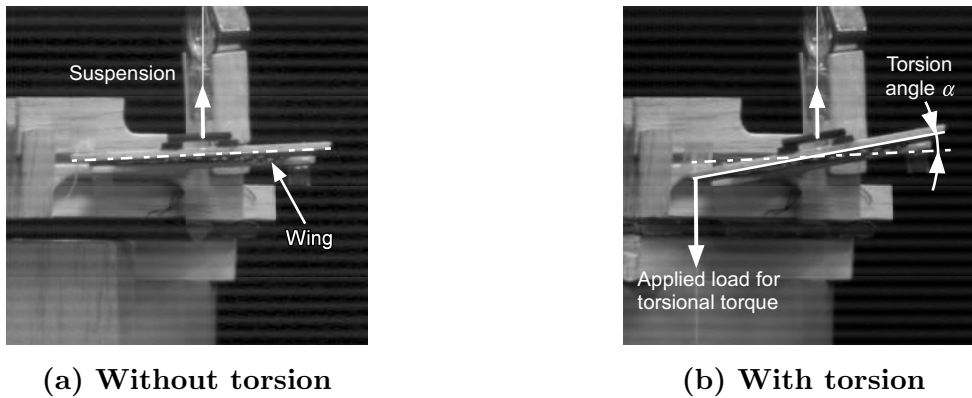 Suspension
Wing
Torsion
angle α
Applied load for
torsional torque
(a) Without torsion
(b) With torsion